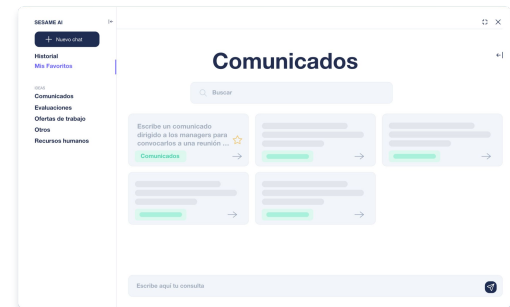 SESAME AI
Nuevo chat
Historial
Mis Favoritos
IDEAS
Comunicados
Evaluaciones
Ofertas de trabajo
Otros
Recursos humanos
Comunicados
Buscar
Escribe un comunicado
dirigido a los managers para
convocarlos a una reunión ...
Comunicados
Escribe aquí tu consulta